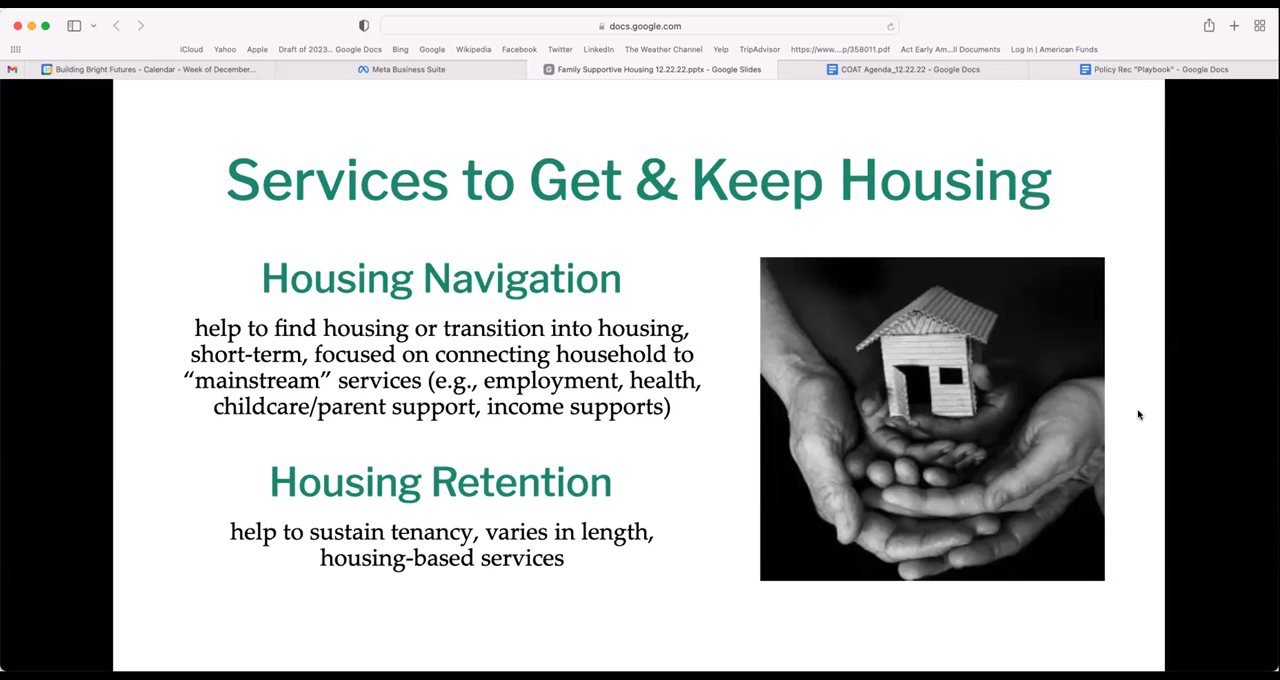 docs.google.com
iCloud Yahoo Apple Draft of 2023... Google Docs Bing Google Wikipedia Facebook Twitter LinkedIn The Weather Channel Yelp TripAdvisor https://www....p/358011.pdf Act Early Am...ll Documents Log In | American Funds
Building Bright Futures - Calendar - Week of December... Meta Business Suite Family Supportive Housing 12.22.22.pptx - Google Slides COAT Agenda_12.22.22 - Google Docs Policy Rec "Playbook" - Google Docs
Services to Get & Keep Housing
Housing Navigation
help to find housing or transition into housing,
short-term, focused on connecting household to
“mainstream” services (e.g., employment, health,
childcare/parent support, income supports)
Housing Retention
help to sustain tenancy, varies in length,
housing-based services